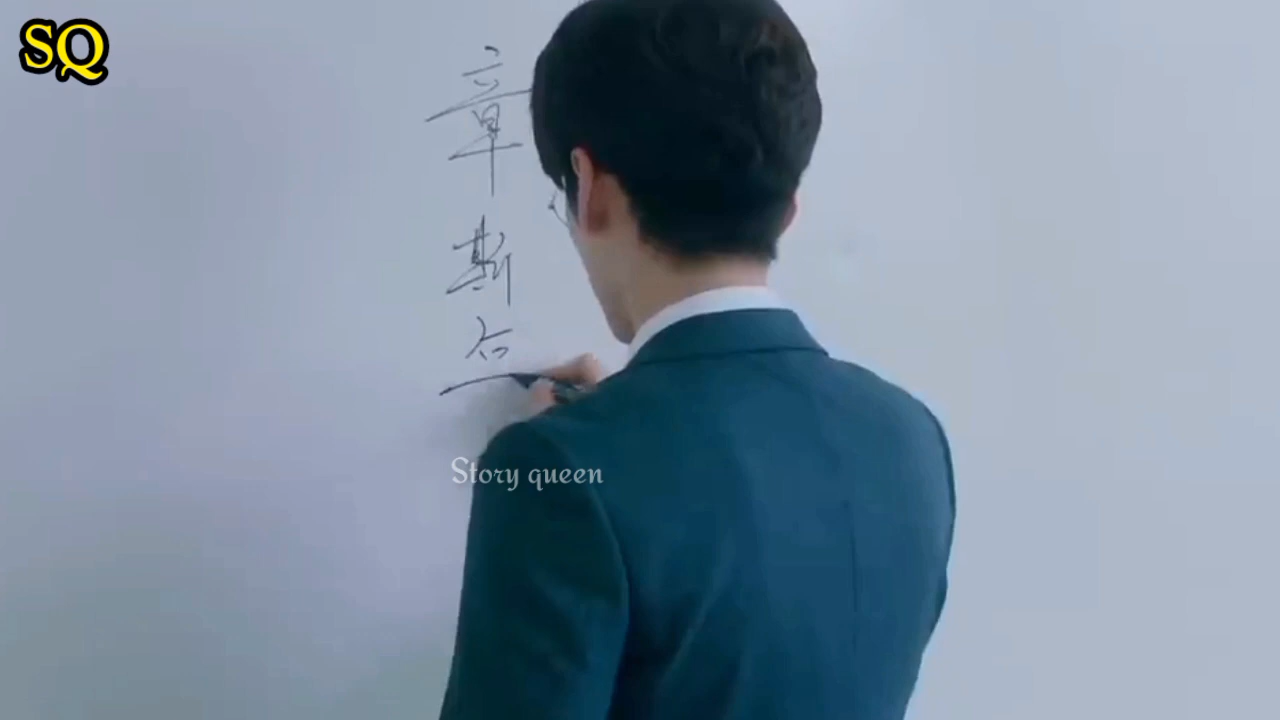 SQ
章
斯
Story queen